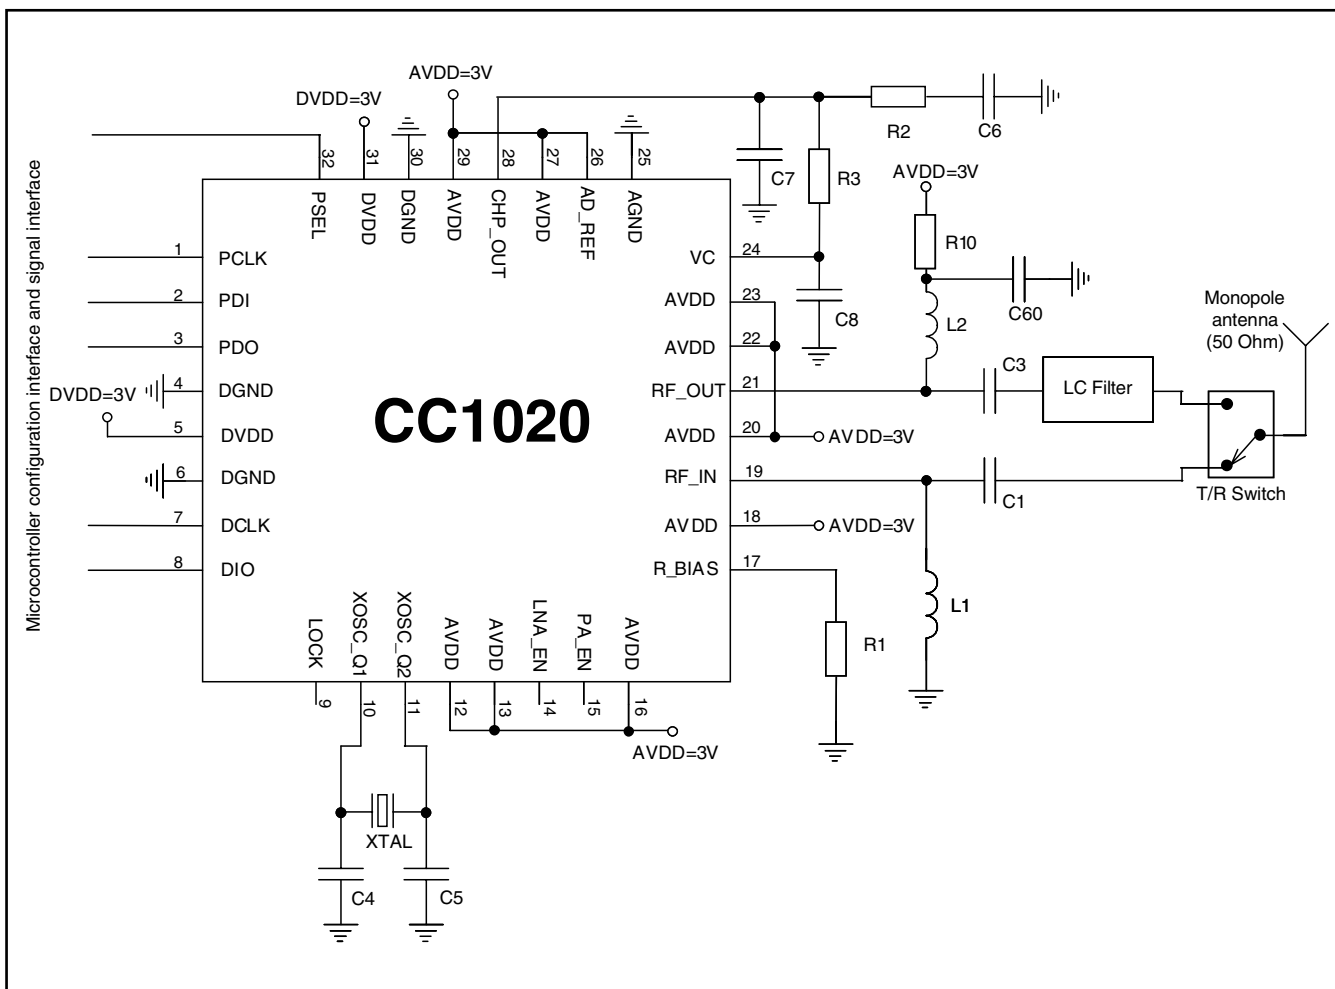 Microcontroller configuration interface and signal interface
AVDD=3V
DVDD=3V
R2
C6
32
31
30
29
28
27
26
25
C7
R3
AVDD=3V
PSEL
DVDD
DGND
AVDD
CHP_OUT
AVDD
AD_REF
AGND
R10
1
PCLK
VC
24
2
PDI
AVDD
23
C8
L2
C60
Monopole
antenna
(50 Ohm)
3
PDO
AVDD
22
C3
DVDD=3V
4
DGND
RF_OUT
21
LC Filter
CC1020
5
DVDD
AVDD
20
AVDD=3V
6
DGND
RF_IN
19
C1
T/R Switch
7
DCLK
AVDD
18
AVDD=3V
8
DIO
R_BIAS
17
L1
R1
LOCK
XOSC_Q1
XOSC_Q2
AVDD
AVDD
LNA_EN
PA_EN
AVDD
9
10
11
12
13
14
15
16
AVDD=3V
XTAL
C4
C5